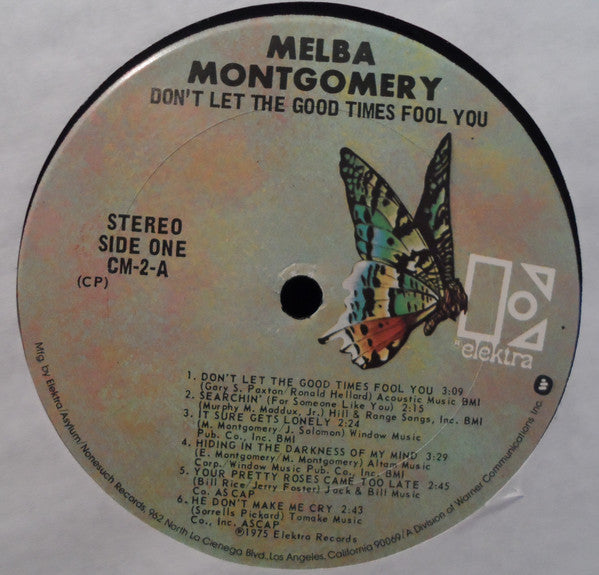 MELBA
MONTGOMERY
DON'T LET THE GOOD TIMES FOOL YOU
STEREO
SIDE ONE
CM-2-A
(CP)
elektra
1. DON'T LET THE GOOD TIMES FOOL YOU 3:09
(Gary S. Paxton/Ronald Hellard) Acoustic Music BMI
2. SEARCHIN' (For Someone Like You) 2:15
(Murphy M. Maddux, Jr.) Hill & Range Songs, Inc. BMI
3. IT SURE GETS LONELY 2:24
(M. Montgomery/J. Solomon) Window Music
Pub. Co., Inc. BMI
4. HIDING IN THE DARKNESS OF MY MIND 3:29
(E. Montgomery/M. Montgomery) Altam Music
Corp./Window Music Pub. Co., Inc. BMI
5. YOUR PRETTY ROSES CAME TOO LATE 2:45
(Bill Rice/Jerry Foster) Jack & Bill Music
Co. ASCAP
6. HE DON'T MAKE ME CRY 2:43
(Sorrells Pickard) Tomake Music
Co., Inc. ASCAP
℗1975 Elektra Records
Mfg. by Elektra/Asylum/Nonesuch Records, 962 North La Cienega Blvd., Los Angeles, California 90069/A Division of Warner Communications Inc.